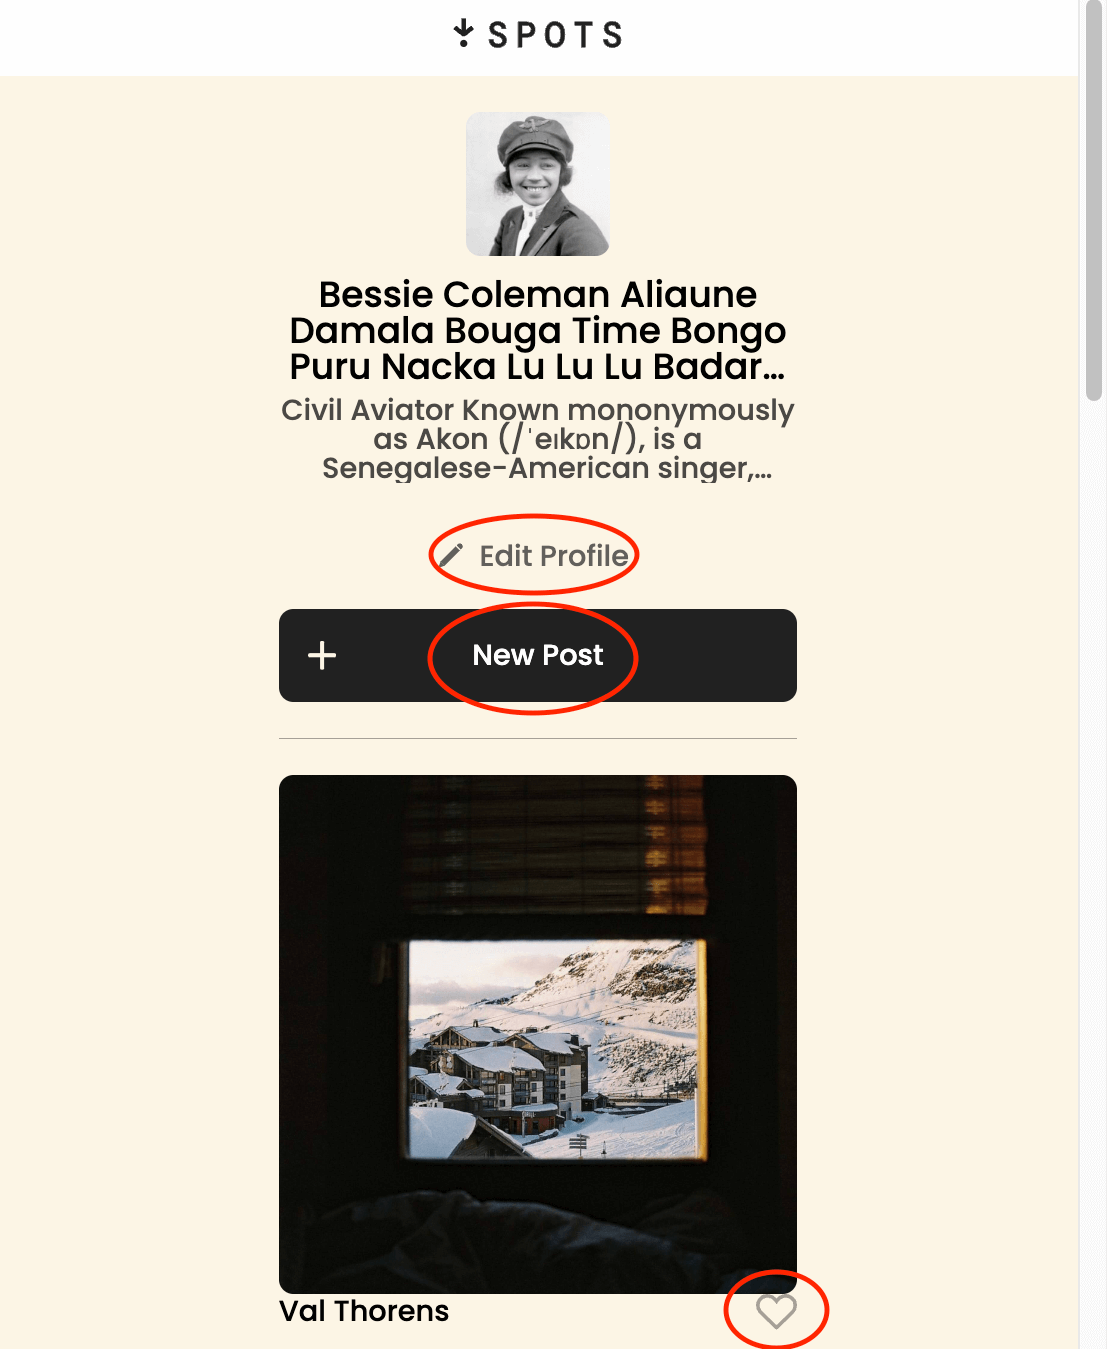 SPOTS
Bessie Coleman Aliaune
Damala Bouga Time Bongo
Puru Nacka Lu Lu Lu Badar...
Civil Aviator Known mononymously
as Akon (/ˈeɪkɒn/), is a
Senegalese-American singer,...
Edit Profile
New Post
Val Thorens